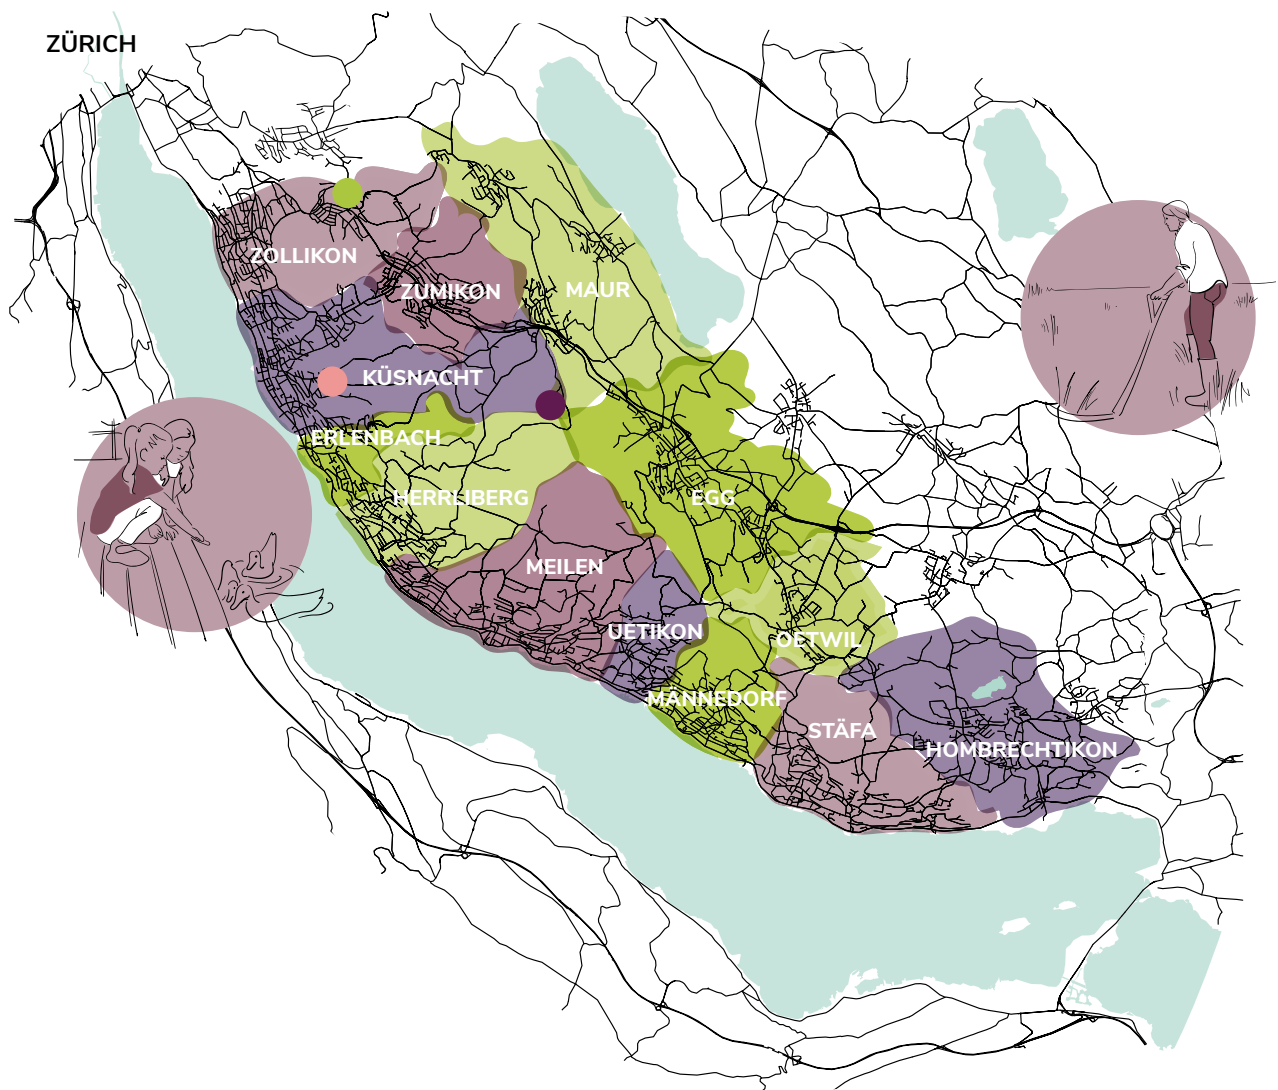 ZÜRICH
ZOLLIKON
ZUMIKON
MAUR
KÜSNACHT
ERLENBACH
HERRLIBERG
EGG
MEILEN
UETIKON
OETWIL
MÄNNEDORF
STÄFA
HOMBRECHTIKON